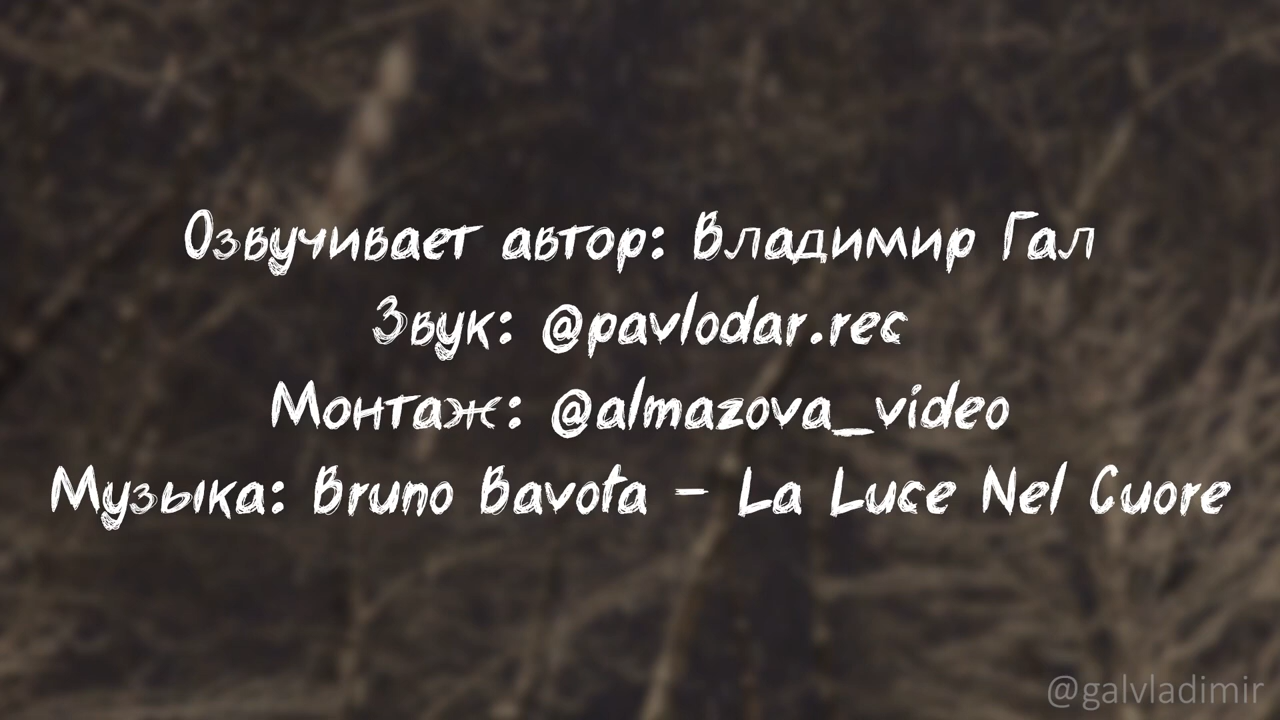 Озвучивает автор: Владимир Гал
Звук: @pavlodar.rec
Монтаж: @almazova_video
Музыка: Bruno Bavota - La Luce Nel Cuore
@galvladimir